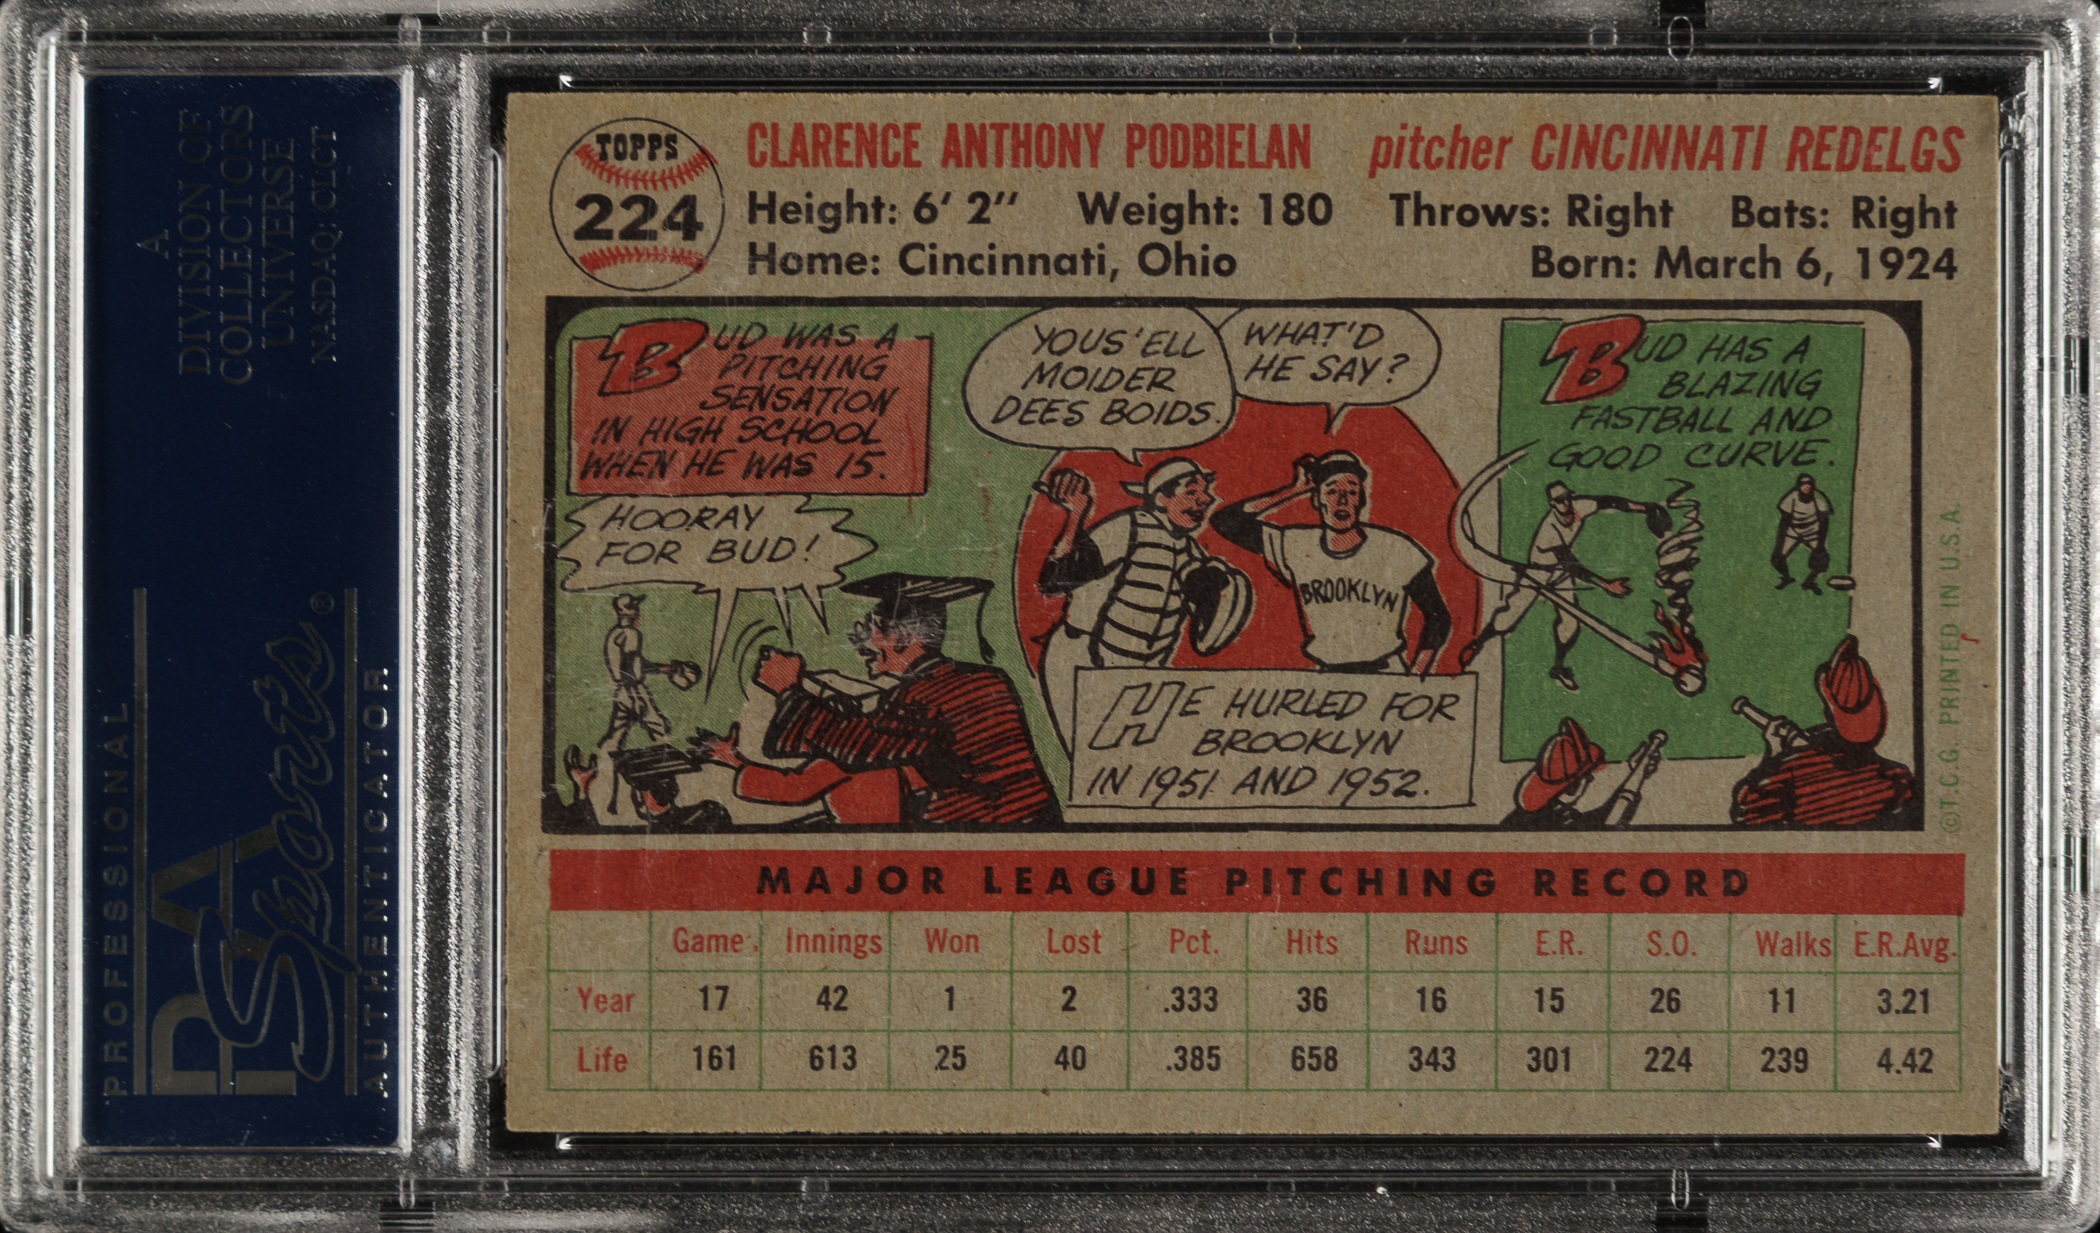 A
DIVISION OF
COLLECTORS
UNIVERSE
NASDAQ: CLCT
PROFESSIONAL
PSA
Sports®
AUTHENTICATOR
TOPPS
224
CLARENCE ANTHONY PODBIELAN pitcher CINCINNATI REDELGS
Height: 6' 2" Weight: 180 Throws: Right Bats: Right
Home: Cincinnati, Ohio Born: March 6, 1924
BUD WAS A
PITCHING
SENSATION
IN HIGH SCHOOL
WHEN HE WAS 15.
HOORAY
FOR BUD!
YOUS'ELL
MOIDER
DEES BOIDS.
WHAT'D
HE SAY?
BROOKLYN
HE HURLED FOR
BROOKLYN
IN 1951 AND 1952.
BUD HAS A
BLAZING
FASTBALL AND
GOOD CURVE.
©T.C.G. PRINTED IN U.S.A.
MAJOR LEAGUE PITCHING RECORD
Game Innings Won Lost Pct. Hits Runs E.R. S.O. Walks E.R.Avg.
Year 17 42 1 2 .333 36 16 15 26 11 3.21
Life 161 613 25 40 .385 658 343 301 224 239 4.42